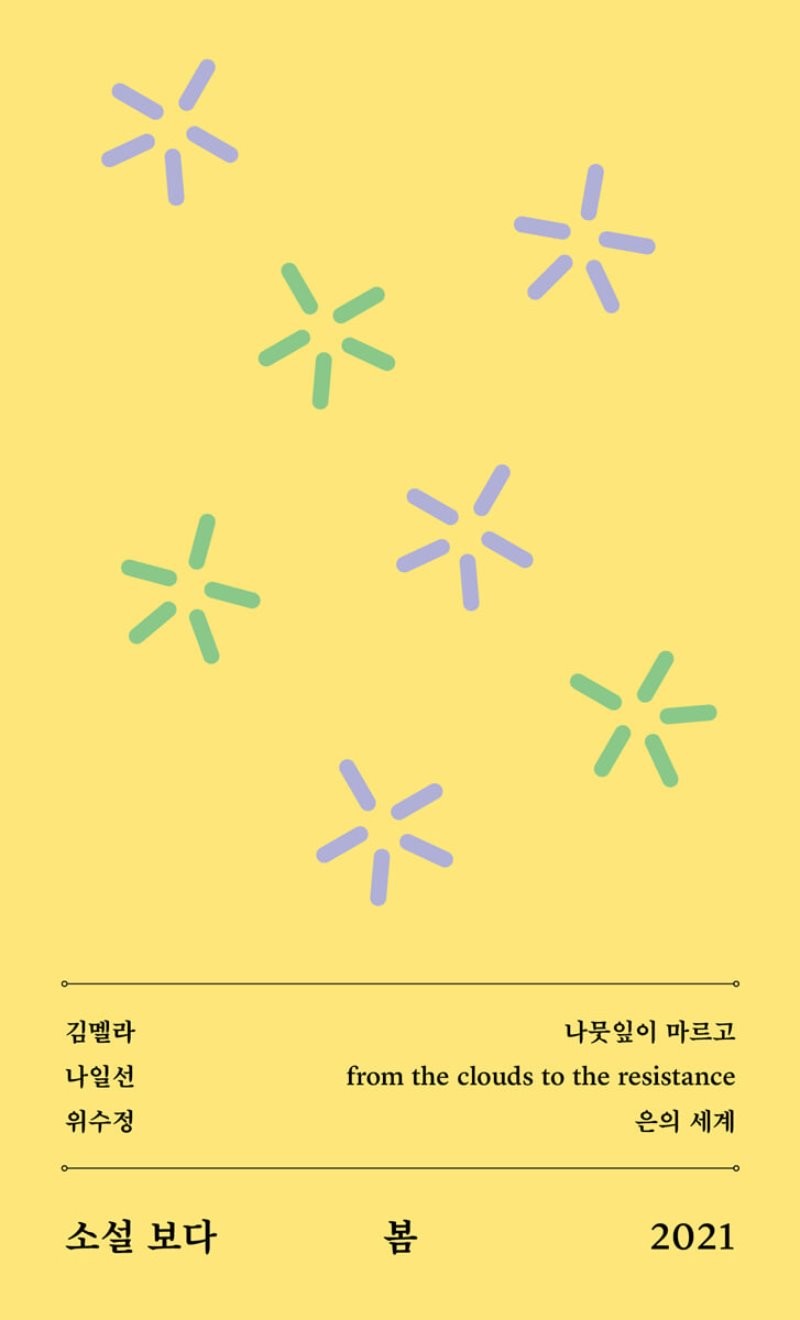 김멜라 나뭇잎이 마르고
나일선 from the clouds to the resistance
위수정 은의 세계
소설 보다 봄 2021